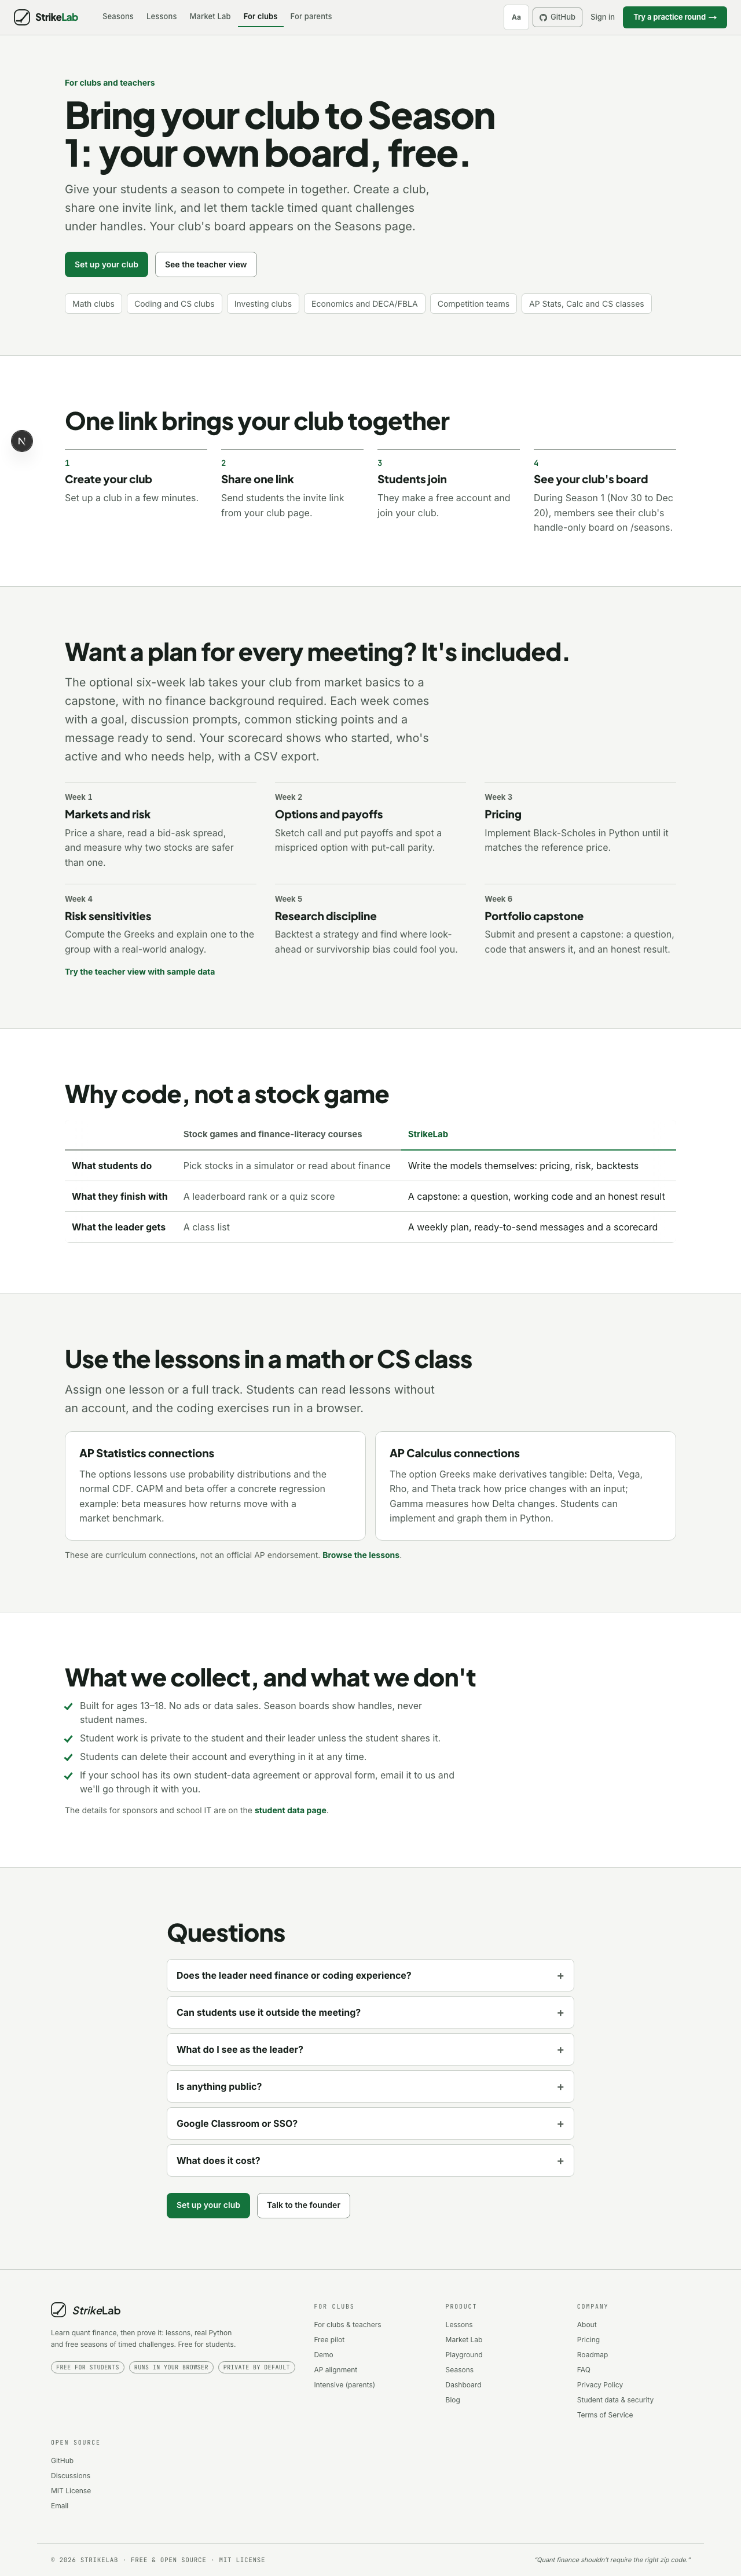 StrikeLab
Seasons
Lessons
Market Lab
For clubs
For parents
Aa
GitHub
Sign in
Try a practice round →
For clubs and teachers
Bring your club to Season
1: your own board, free.
Give your students a season to compete in together. Create a club,
share one invite link, and let them tackle timed quant challenges
under handles. Your club's board appears on the Seasons page.
Set up your club
See the teacher view
Math clubs
Coding and CS clubs
Investing clubs
Economics and DECA/FBLA
Competition teams
AP Stats, Calc and CS classes
N
One link brings your club together
1
Create your club
Set up a club in a few minutes.
2
Share one link
Send students the invite link
from your club page.
3
Students join
They make a free account and
join your club.
4
See your club's board
During Season 1 (Nov 30 to Dec
20), members see their club's
handle-only board on /seasons.
Want a plan for every meeting? It's included.
The optional six-week lab takes your club from market basics to a
capstone, with no finance background required. Each week comes
with a goal, discussion prompts, common sticking points and a
message ready to send. Your scorecard shows who started, who's
active and who needs help, with a CSV export.
Week 1
Markets and risk
Price a share, read a bid-ask spread,
and measure why two stocks are safer
than one.
Week 2
Options and payoffs
Sketch call and put payoffs and spot a
mispriced option with put-call parity.
Week 3
Pricing
Implement Black-Scholes in Python until it
matches the reference price.
Week 4
Risk sensitivities
Compute the Greeks and explain one to the
group with a real-world analogy.
Week 5
Research discipline
Backtest a strategy and find where look-
ahead or survivorship bias could fool you.
Week 6
Portfolio capstone
Submit and present a capstone: a question,
code that answers it, and an honest result.
Try the teacher view with sample data
Why code, not a stock game
Stock games and finance-literacy courses
StrikeLab
What students do
Pick stocks in a simulator or read about finance
Write the models themselves: pricing, risk, backtests
What they finish with
A leaderboard rank or a quiz score
A capstone: a question, working code and an honest result
What the leader gets
A class list
A weekly plan, ready-to-send messages and a scorecard
Use the lessons in a math or CS class
Assign one lesson or a full track. Students can read lessons without
an account, and the coding exercises run in a browser.
AP Statistics connections
The options lessons use probability distributions and the
normal CDF. CAPM and beta offer a concrete regression
example: beta measures how returns move with a
market benchmark.
AP Calculus connections
The option Greeks make derivatives tangible: Delta, Vega,
Rho, and Theta track how price changes with an input;
Gamma measures how Delta changes. Students can
implement and graph them in Python.
These are curriculum connections, not an official AP endorsement. Browse the lessons.
What we collect, and what we don't
Built for ages 13–18. No ads or data sales. Season boards show handles, never
student names.
Student work is private to the student and their leader unless the student shares it.
Students can delete their account and everything in it at any time.
If your school has its own student-data agreement or approval form, email it to us and
we'll go through it with you.
The details for sponsors and school IT are on the student data page.
Questions
Does the leader need finance or coding experience?
+
Can students use it outside the meeting?
+
What do I see as the leader?
+
Is anything public?
+
Google Classroom or SSO?
+
What does it cost?
+
Set up your club
Talk to the founder
StrikeLab
Learn quant finance, then prove it: lessons, real Python
and free seasons of timed challenges. Free for students.
FREE FOR STUDENTS
RUNS IN YOUR BROWSER
PRIVATE BY DEFAULT
FOR CLUBS
For clubs & teachers
Free pilot
Demo
AP alignment
Intensive (parents)
PRODUCT
Lessons
Market Lab
Playground
Seasons
Dashboard
Blog
COMPANY
About
Pricing
Roadmap
FAQ
Privacy Policy
Student data & security
Terms of Service
OPEN SOURCE
GitHub
Discussions
MIT License
Email
© 2026 STRIKELAB · FREE & OPEN SOURCE · MIT LICENSE
"Quant finance shouldn't require the right zip code."